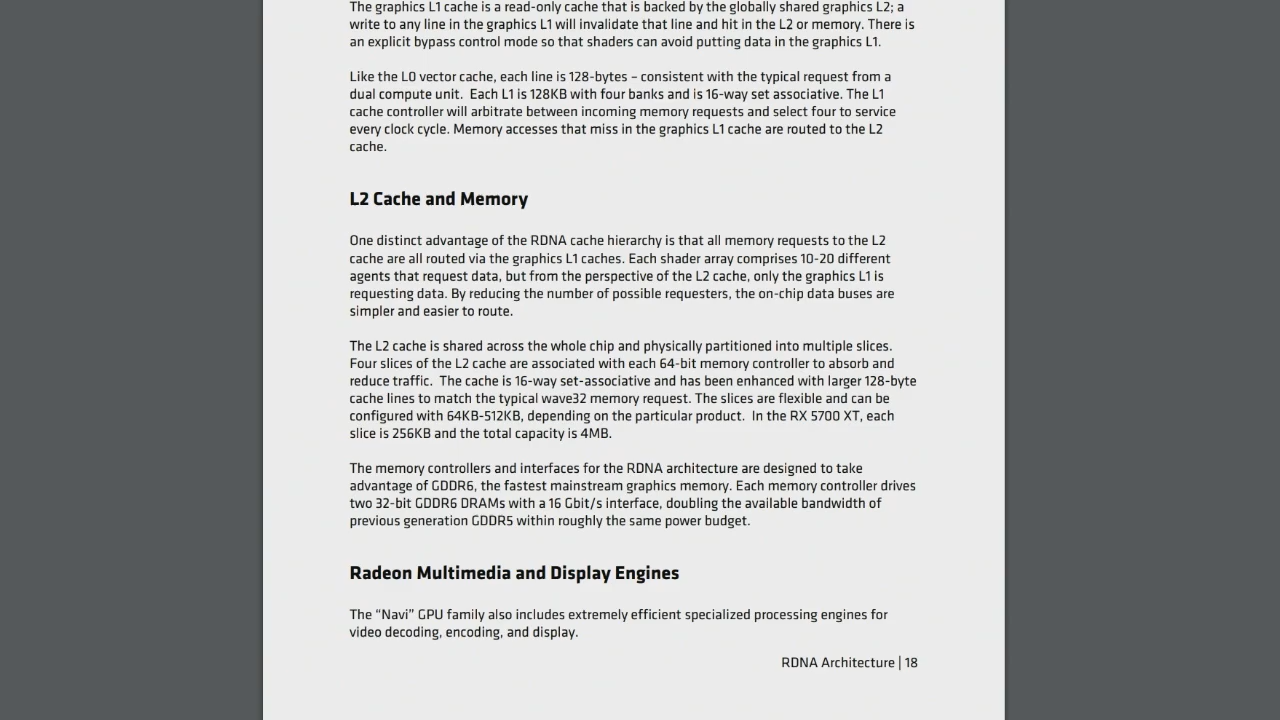 The graphics L1 cache is a read-only cache that is backed by the globally shared graphics L2; a
write to any line in the graphics L1 will invalidate that line and hit in the L2 or memory. There is
an explicit bypass control mode so that shaders can avoid putting data in the graphics L1.
Like the L0 vector cache, each line is 128-bytes – consistent with the typical request from a
dual compute unit.  Each L1 is 128KB with four banks and is 16-way set associative. The L1
cache controller will arbitrate between incoming memory requests and select four to service
every clock cycle. Memory accesses that miss in the graphics L1 cache are routed to the L2
cache.
L2 Cache and Memory
One distinct advantage of the RDNA cache hierarchy is that all memory requests to the L2
cache are all routed via the graphics L1 caches. Each shader array comprises 10-20 different
agents that request data, but from the perspective of the L2 cache, only the graphics L1 is
requesting data. By reducing the number of possible requesters, the on-chip data buses are
simpler and easier to route.
The L2 cache is shared across the whole chip and physically partitioned into multiple slices.
Four slices of the L2 cache are associated with each 64-bit memory controller to absorb and
reduce traffic.  The cache is 16-way set-associative and has been enhanced with larger 128-byte
cache lines to match the typical wave32 memory request. The slices are flexible and can be
configured with 64KB-512KB, depending on the particular product.  In the RX 5700 XT, each
slice is 256KB and the total capacity is 4MB.
The memory controllers and interfaces for the RDNA architecture are designed to take
advantage of GDDR6, the fastest mainstream graphics memory. Each memory controller drives
two 32-bit GDDR6 DRAMs with a 16 Gbit/s interface, doubling the available bandwidth of
previous generation GDDR5 within roughly the same power budget.
Radeon Multimedia and Display Engines
The “Navi” GPU family also includes extremely efficient specialized processing engines for
video decoding, encoding, and display.
RDNA Architecture | 18